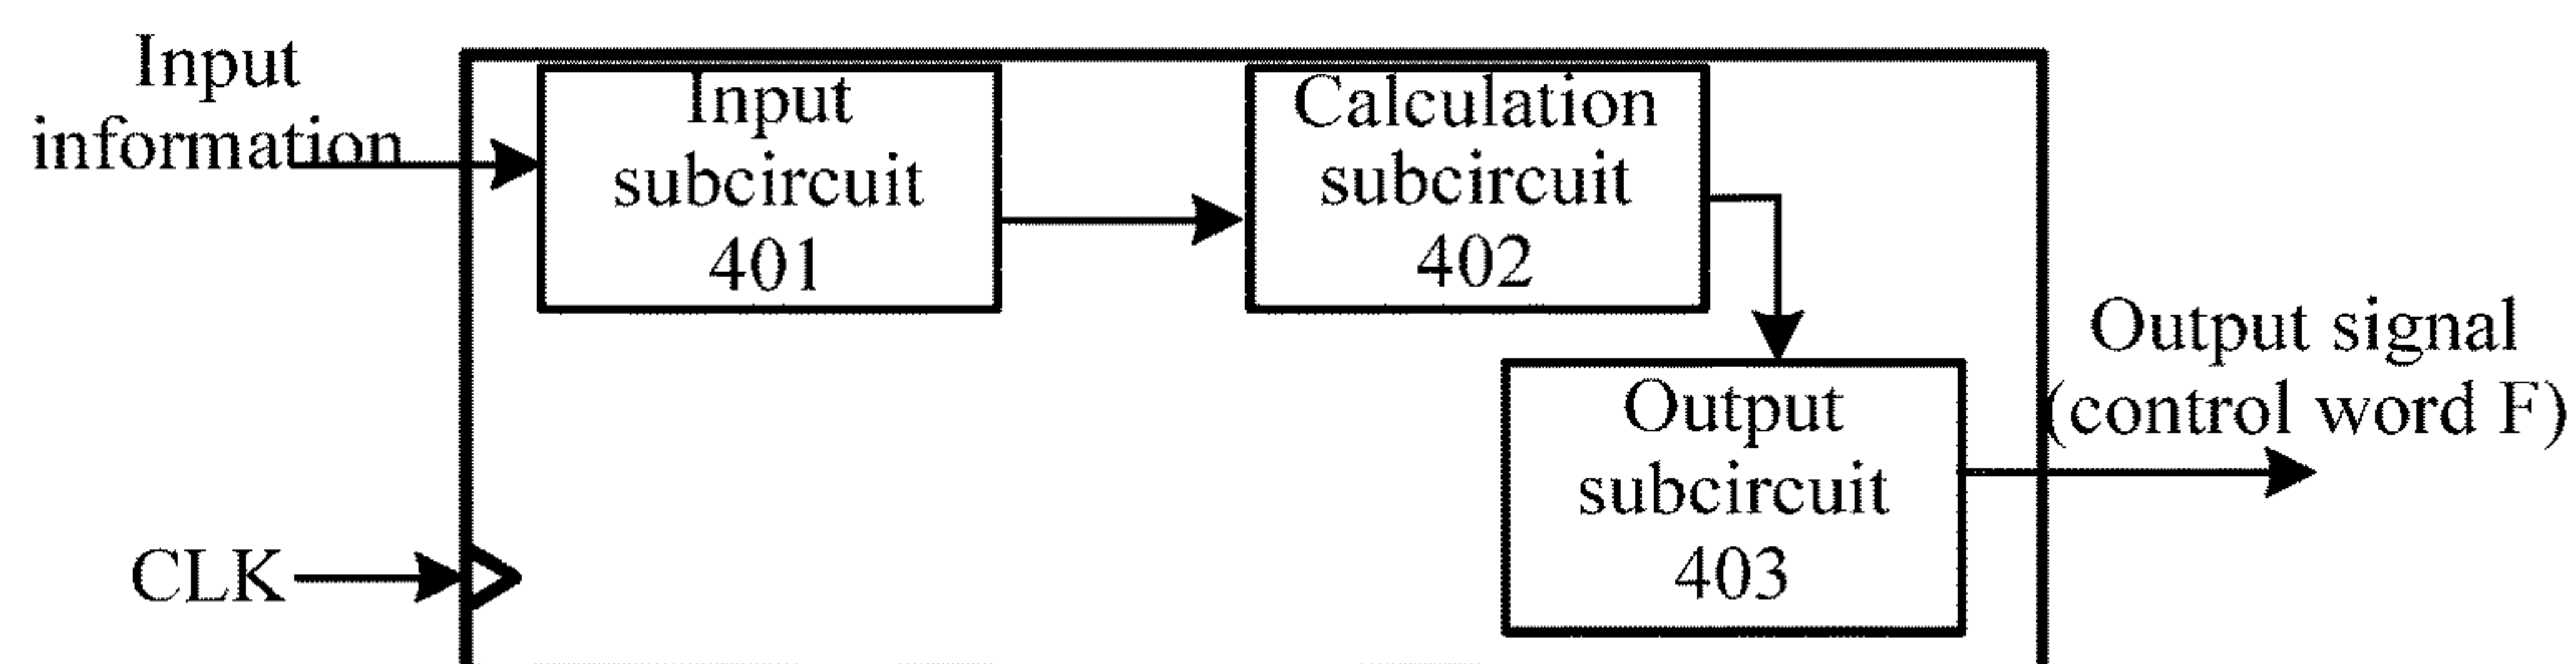 Input
information
Input
subcircuit
401
Calculation
subcircuit
402
Output
subcircuit
403
Output signal
(control word F)
CLK